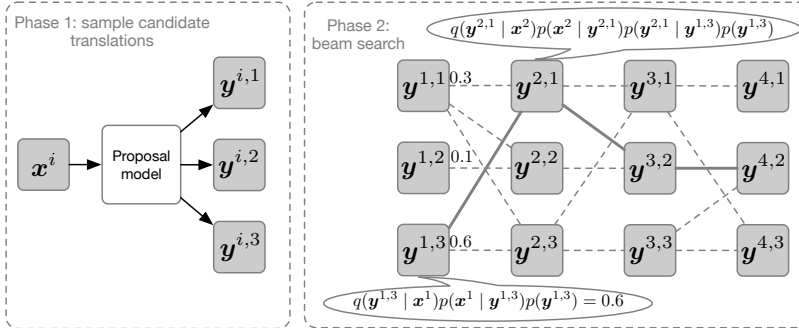 Phase 1: sample candidate
translations
x^i
Proposal
model
y^{i,1}
y^{i,2}
y^{i,3}
Phase 2:
beam search
q(y^{2,1} | x^2)p(x^2 | y^{2,1})p(y^{2,1} | y^{1,3})p(y^{1,3})
y^{1,1} 0.3 y^{2,1} y^{3,1} y^{4,1}
y^{1,2} 0.1 y^{2,2} y^{3,2} y^{4,2}
y^{1,3} 0.6 y^{2,3} y^{3,3} y^{4,3}
q(y^{1,3} | x^1)p(x^1 | y^{1,3})p(y^{1,3}) = 0.6